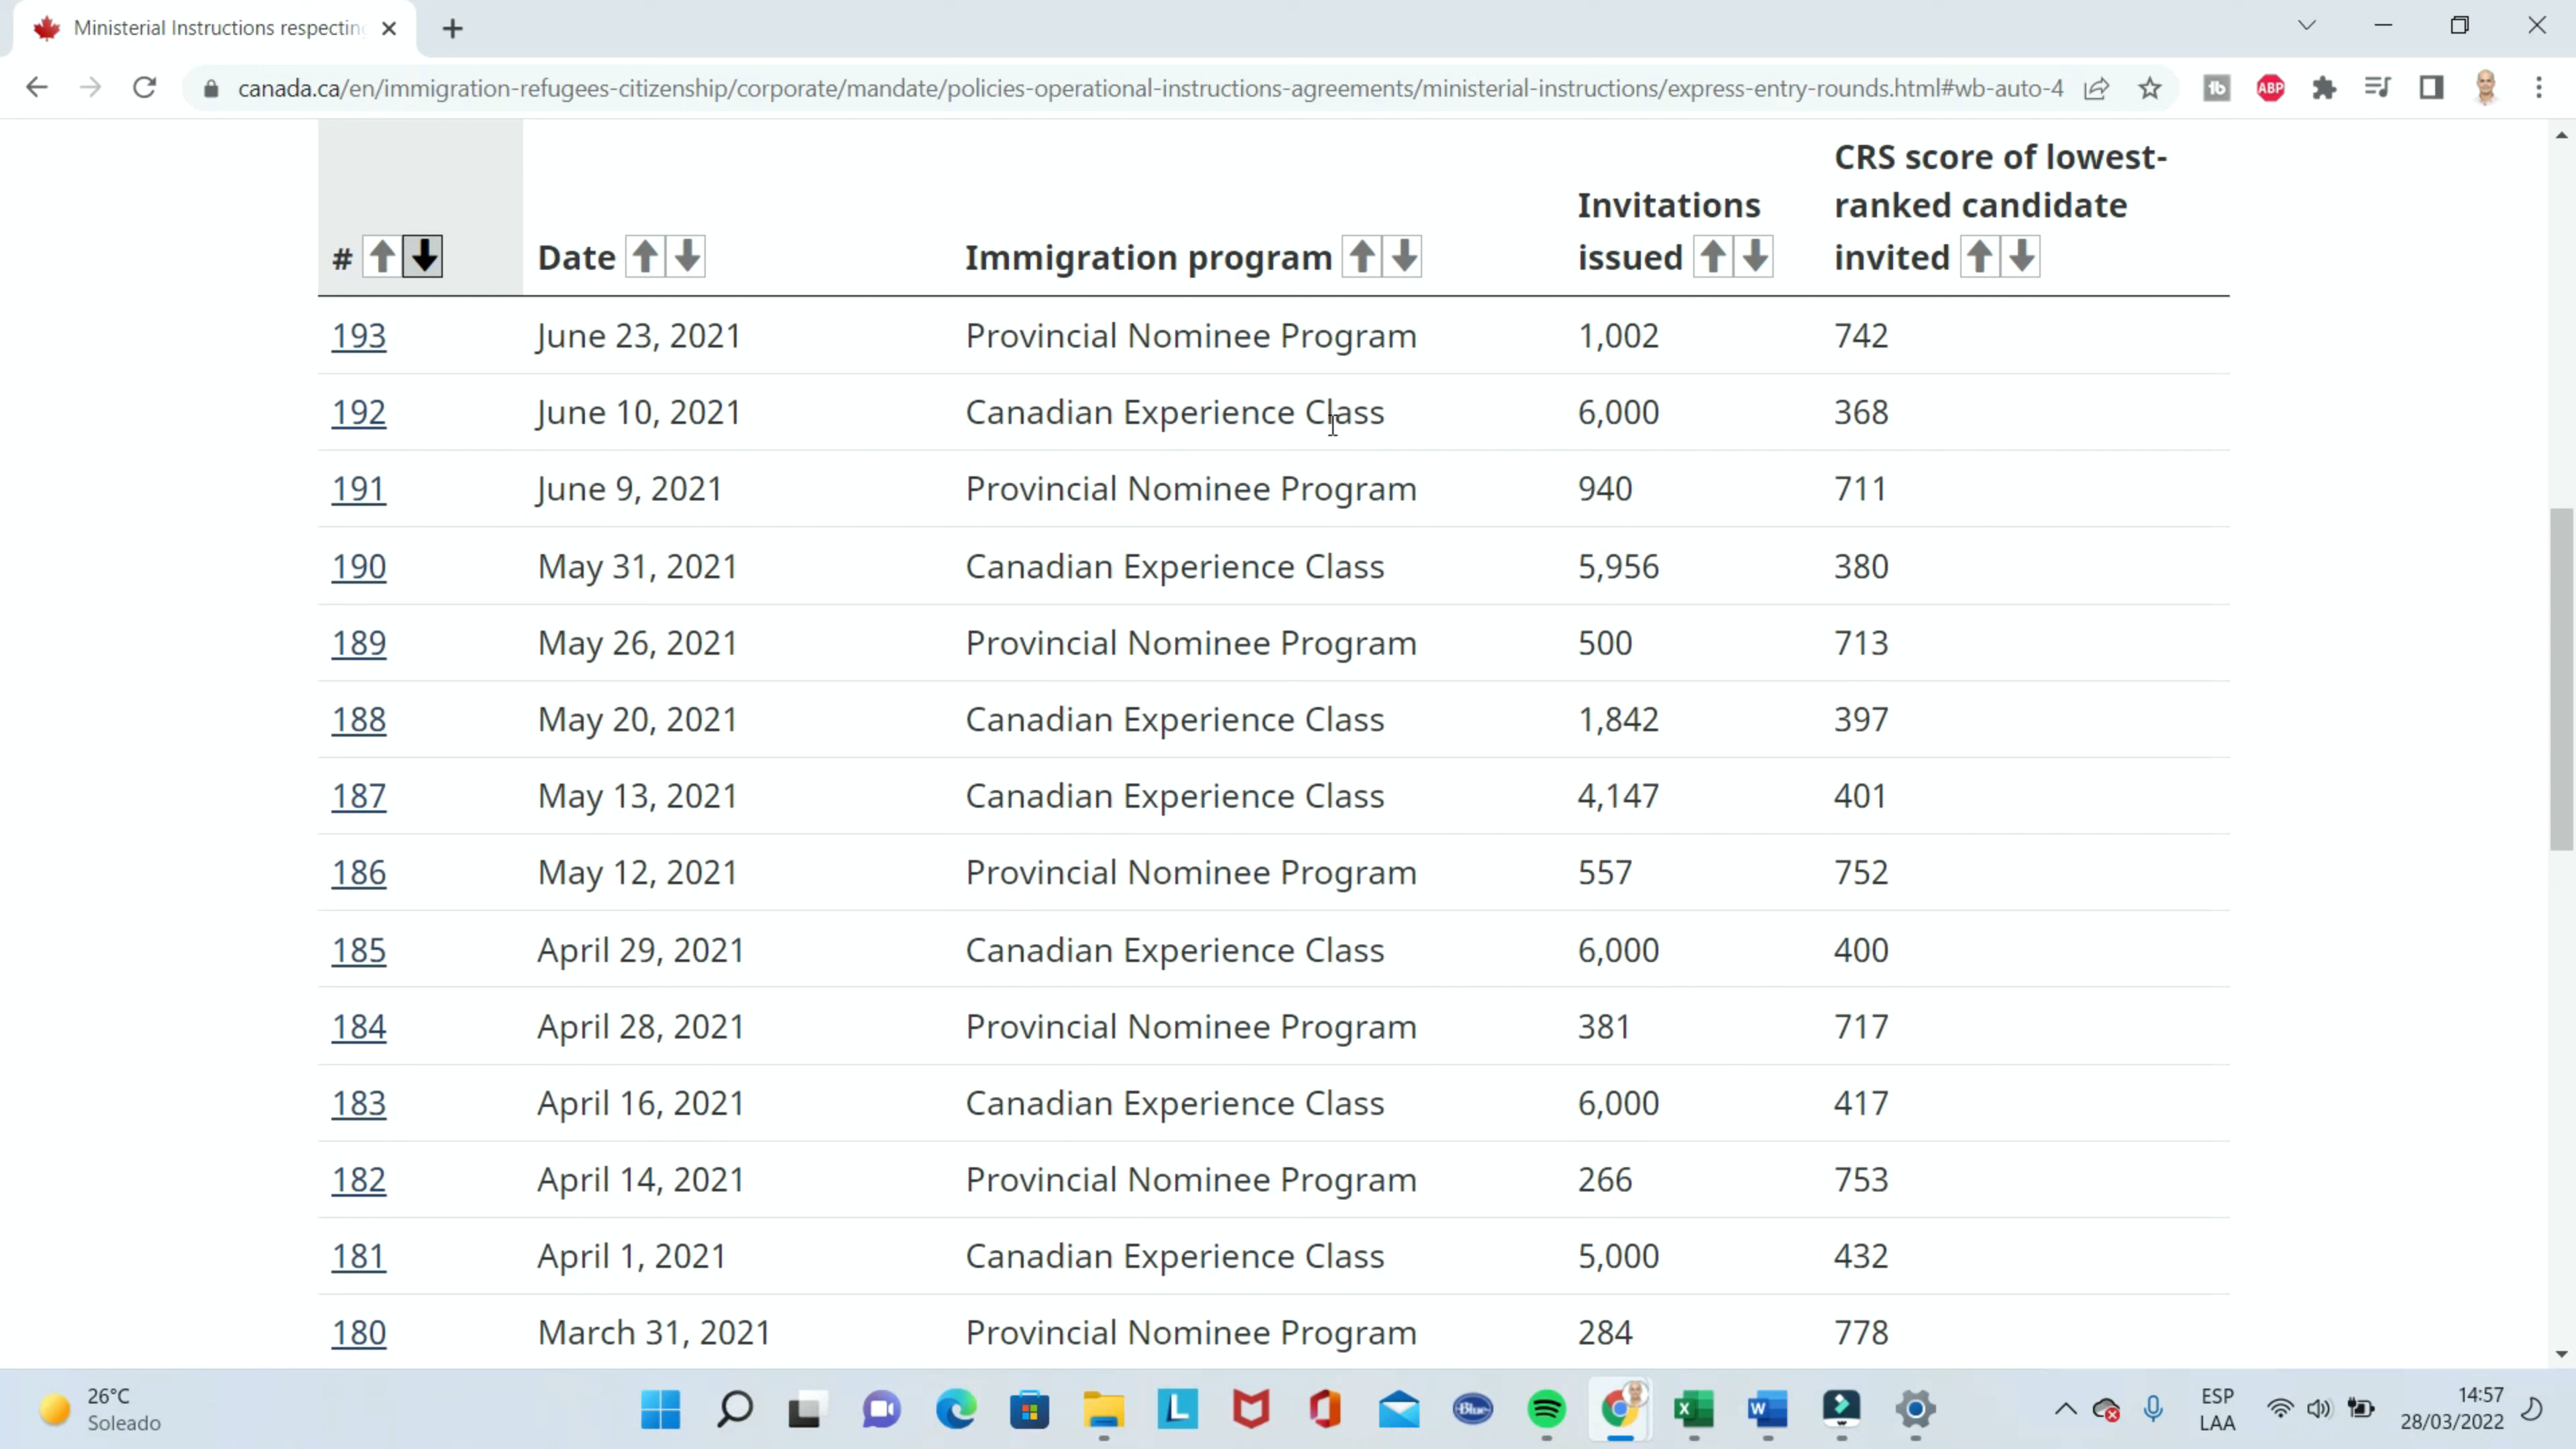 Ministerial Instructions respectin
canada.ca/en/immigration-refugees-citizenship/corporate/mandate/policies-operational-instructions-agreements/ministerial-instructions/express-entry-rounds.html#wb-auto-4
ABP
# Date Immigration program Invitations issued CRS score of lowest-ranked candidate invited
193 June 23, 2021 Provincial Nominee Program 1,002 742
192 June 10, 2021 Canadian Experience Class 6,000 368
191 June 9, 2021 Provincial Nominee Program 940 711
190 May 31, 2021 Canadian Experience Class 5,956 380
189 May 26, 2021 Provincial Nominee Program 500 713
188 May 20, 2021 Canadian Experience Class 1,842 397
187 May 13, 2021 Canadian Experience Class 4,147 401
186 May 12, 2021 Provincial Nominee Program 557 752
185 April 29, 2021 Canadian Experience Class 6,000 400
184 April 28, 2021 Provincial Nominee Program 381 717
183 April 16, 2021 Canadian Experience Class 6,000 417
182 April 14, 2021 Provincial Nominee Program 266 753
181 April 1, 2021 Canadian Experience Class 5,000 432
180 March 31, 2021 Provincial Nominee Program 284 778
26°C
Soleado
L
Blue
X
W
ESP
LAA
14:57
28/03/2022